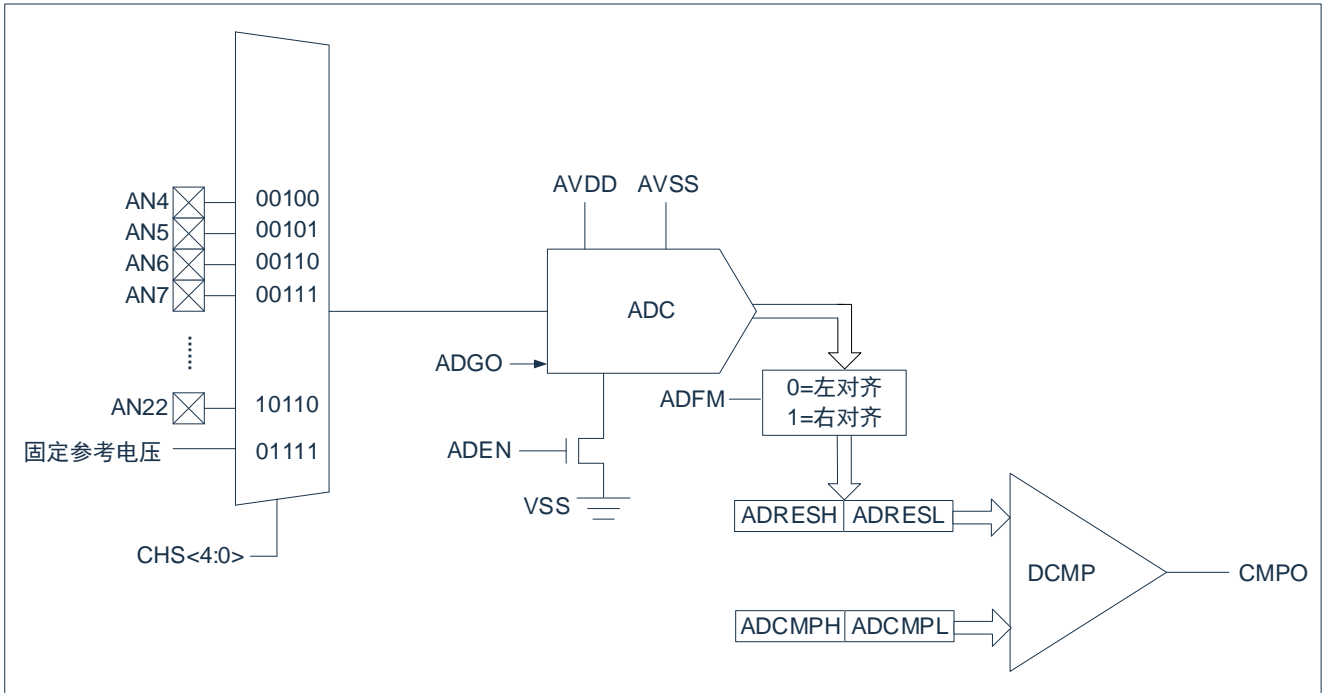 AN4 00100
AN5 00101
AN6 00110
AN7 00111
AN22 10110
固定参考电压 01111
CHS<4:0>
AVDD AVSS
ADC
ADGO
ADEN
VSS
ADFM
0=左对齐
1=右对齐
ADRESH ADRESL
ADCMPH ADCMPL
DCMP
CMPO